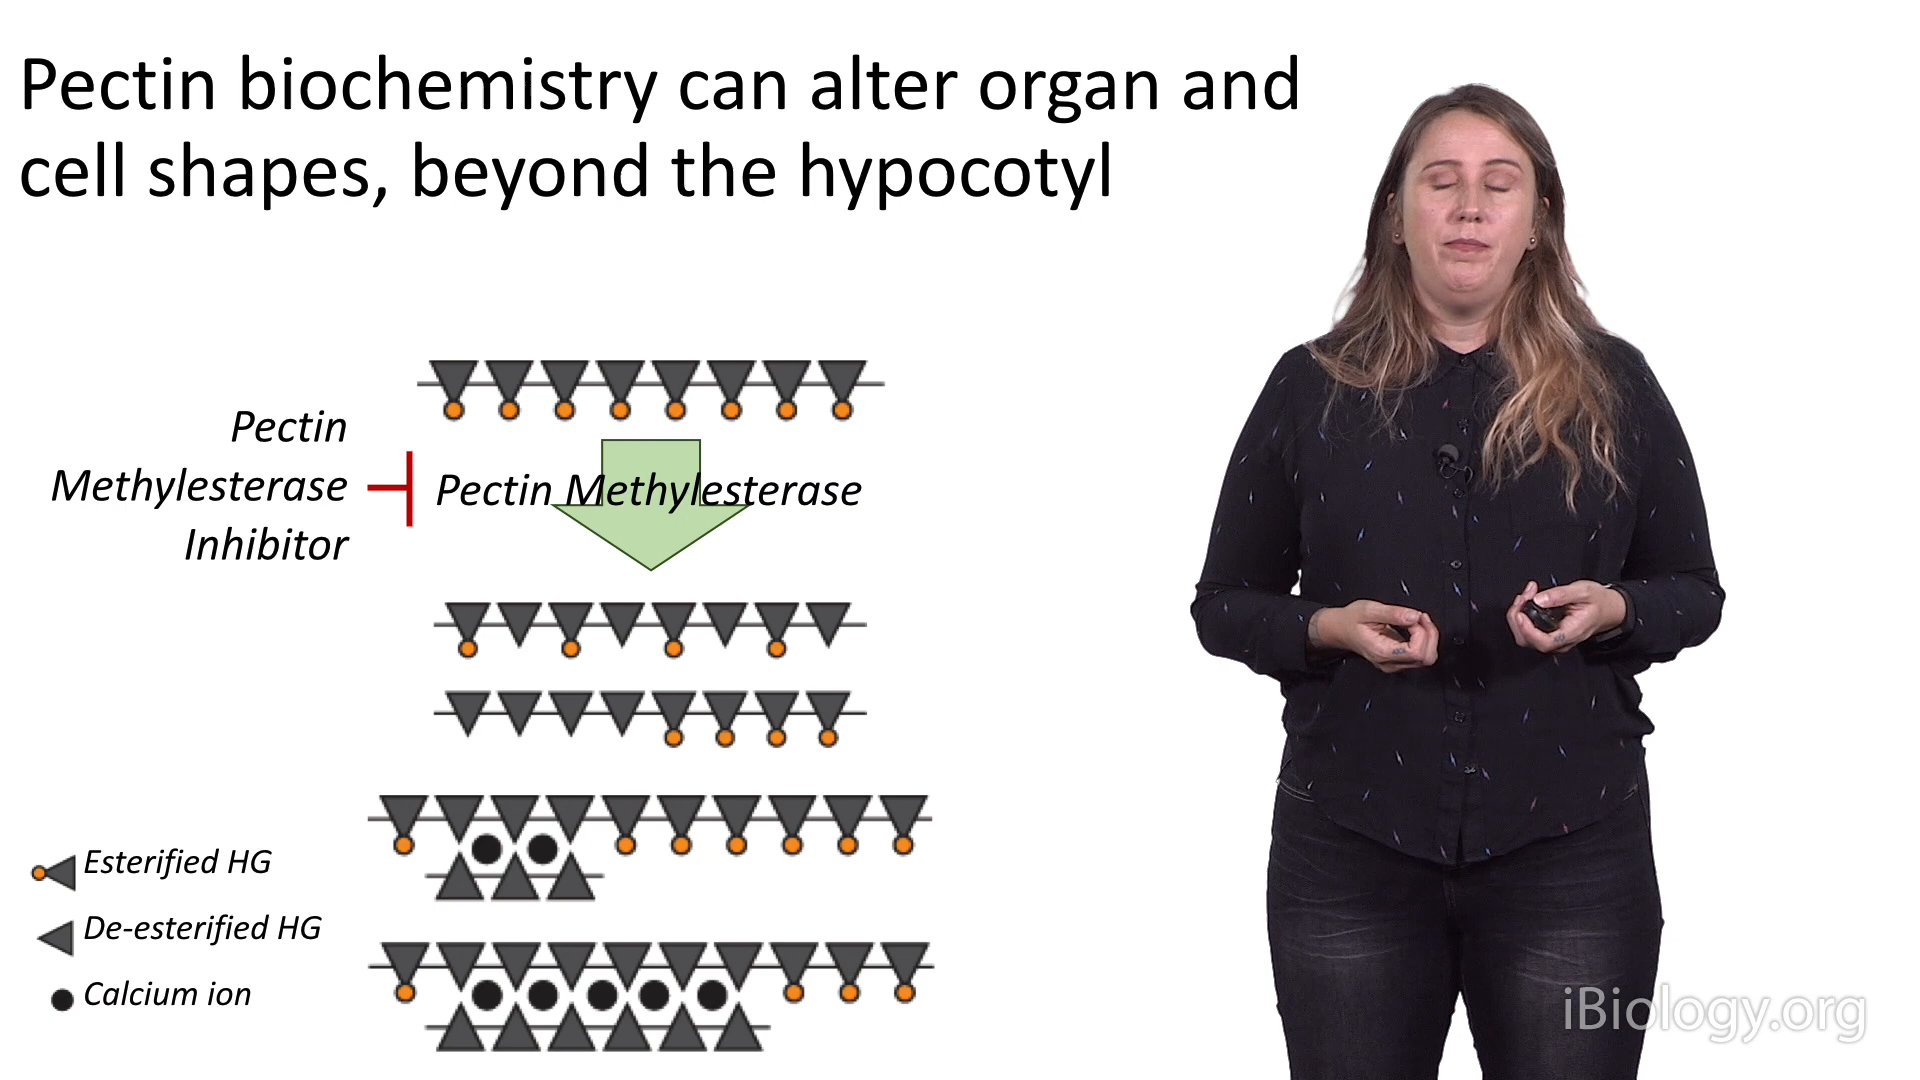 Pectin biochemistry can alter organ and
cell shapes, beyond the hypocotyl
Pectin
Methylesterase
Inhibitor
Pectin Methylesterase
Esterified HG
De-esterified HG
Calcium ion
iBiology.org